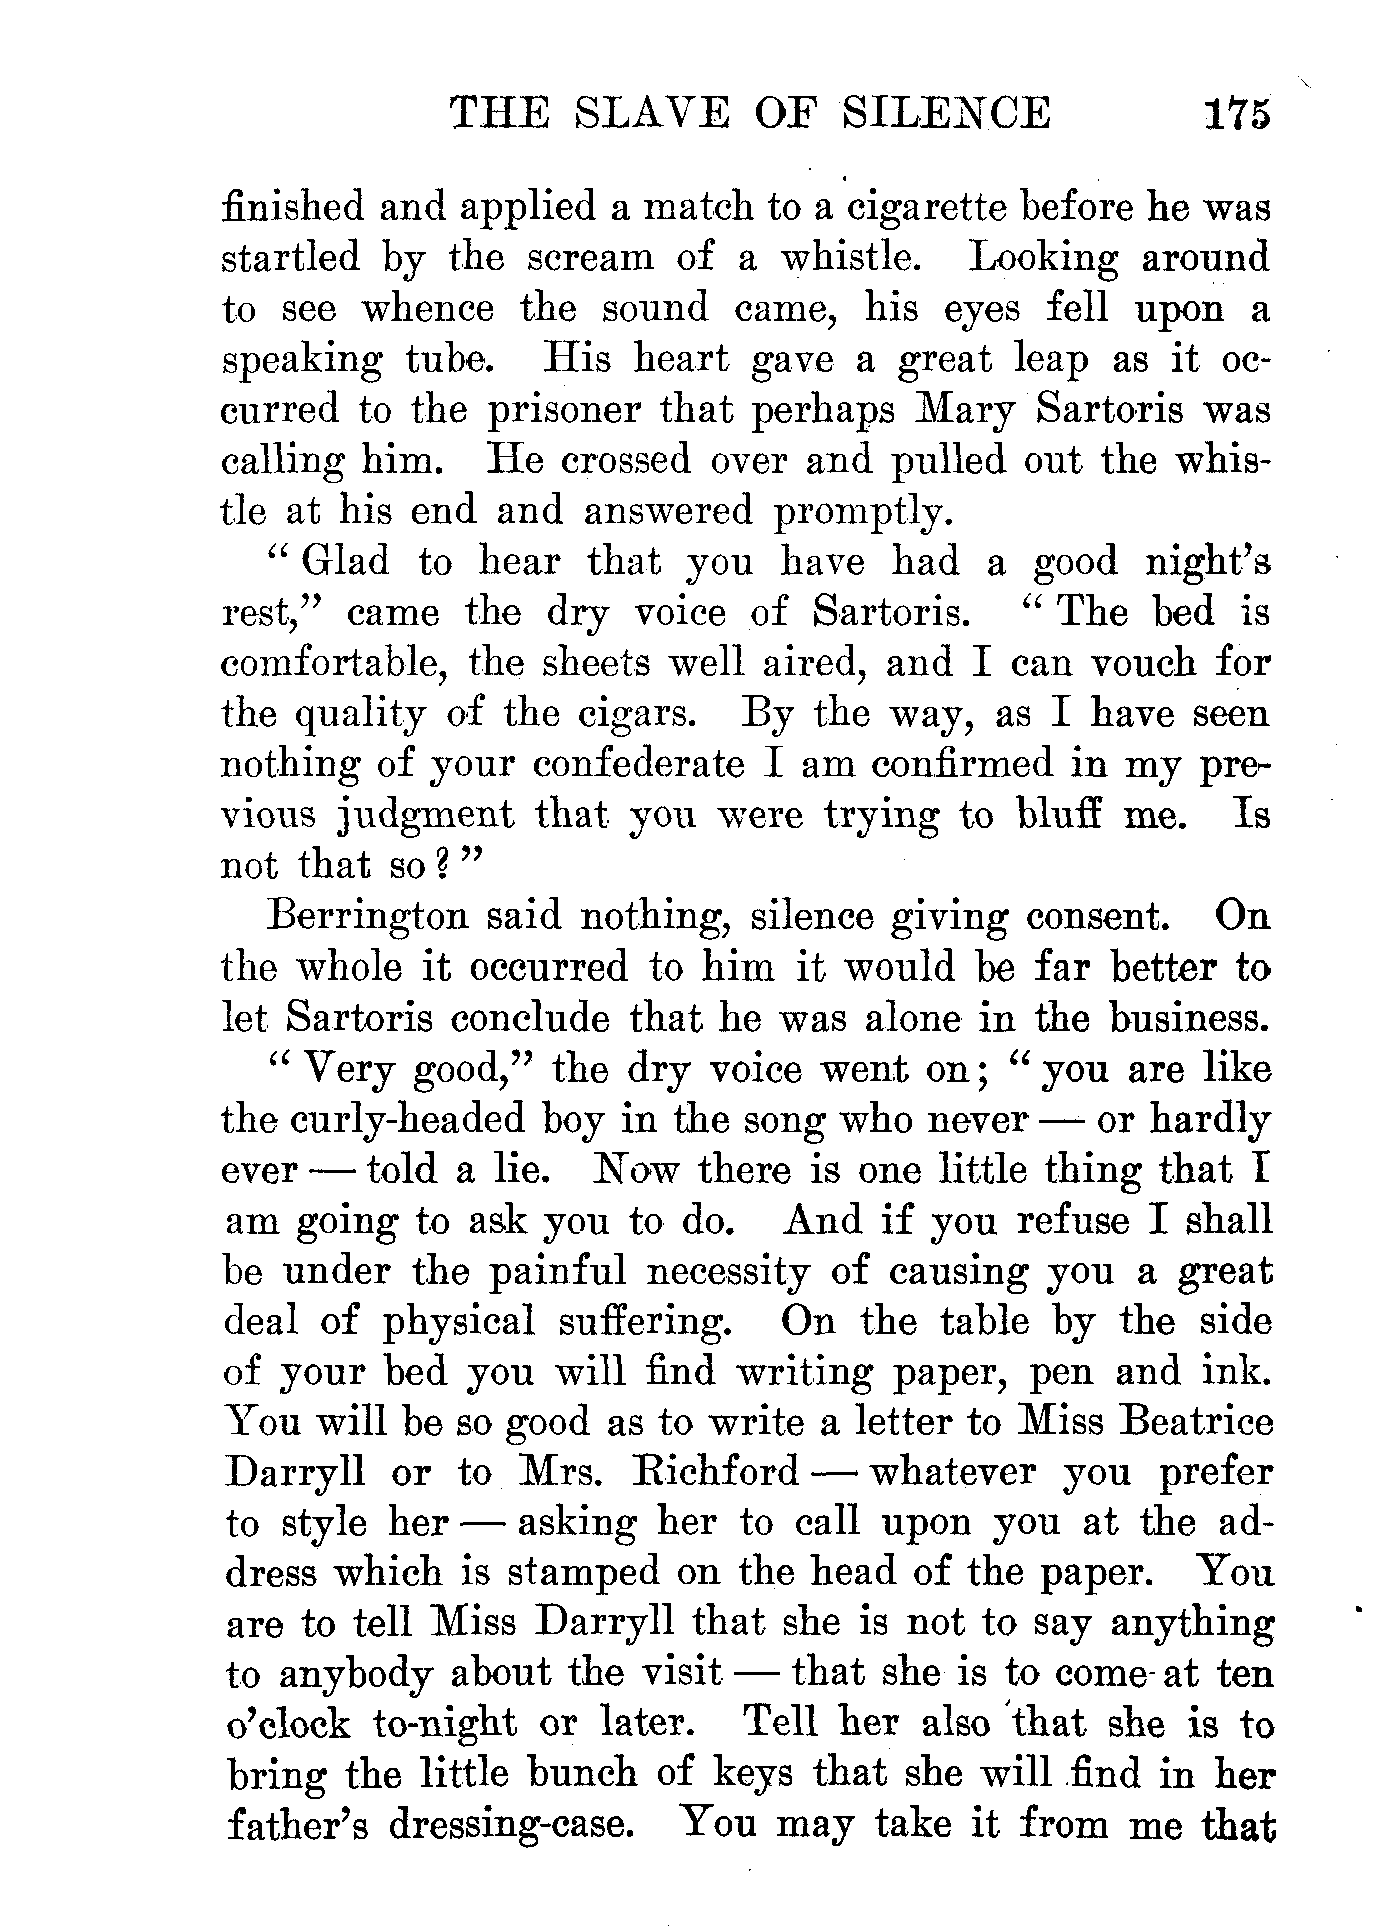 THE SLAVE OF SILENCE 175
finished and applied a match to a cigarette before he was
startled by the scream of a whistle. Looking around
to see whence the sound came, his eyes fell upon a
speaking tube. His heart gave a great leap as it oc-
curred to the prisoner that perhaps Mary Sartoris was
calling him. He crossed over and pulled out the whis-
tle at his end and answered promptly.
“ Glad to hear that you have had a good night’s
rest,” came the dry voice of Sartoris. “ The bed is
comfortable, the sheets well aired, and I can vouch for
the quality of the cigars. By the way, as I have seen
nothing of your confederate I am confirmed in my pre-
vious judgment that you were trying to bluff me. Is
not that so ? ”
Berrington said nothing, silence giving consent. On
the whole it occurred to him it would be far better to
let Sartoris conclude that he was alone in the business.
“ Very good,” the dry voice went on ; “ you are like
the curly-headed boy in the song who never — or hardly
ever — told a lie. Now there is one little thing that I
am going to ask you to do. And if you refuse I shall
be under the painful necessity of causing you a great
deal of physical suffering. On the table by the side
of your bed you will find writing paper, pen and ink.
You will be so good as to write a letter to Miss Beatrice
Darryll or to Mrs. Richford — whatever you prefer
to style her — asking her to call upon you at the ad-
dress which is stamped on the head of the paper. You
are to tell Miss Darryll that she is not to say anything
to anybody about the visit — that she is to come at ten
o’clock to-night or later. Tell her also that she is to
bring the little bunch of keys that she will find in her
father’s dressing-case. You may take it from me that